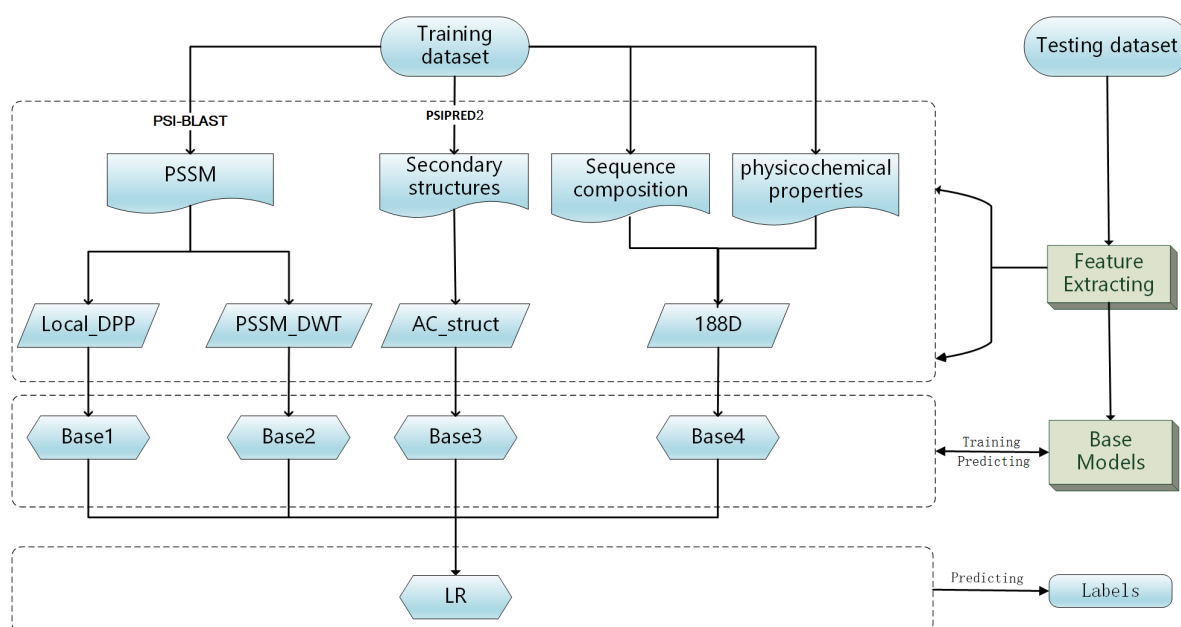 Training
dataset
Testing dataset
PSI-BLAST
PSIPRED2
PSSM
Secondary
structures
Sequence
composition
physicochemical
properties
Feature
Extracting
Local_DPP
PSSM_DWT
AC_struct
188D
Base1
Base2
Base3
Base4
Training
Predicting
Base
Models
LR
Predicting
Labels